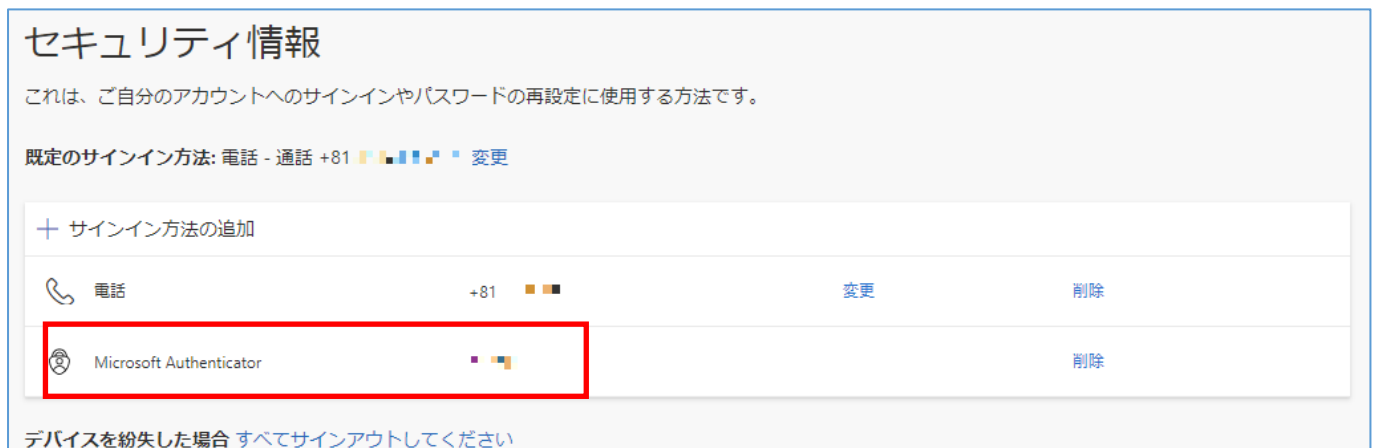 セキュリティ情報
これは、ご自分のアカウントへのサインインやパスワードの再設定に使用する方法です。
既定のサインイン方法: 電話 - 通話 +81 変更
＋ サインイン方法の追加
電話 +81 変更 削除
Microsoft Authenticator 削除
デバイスを紛失した場合 すべてサインアウトしてください